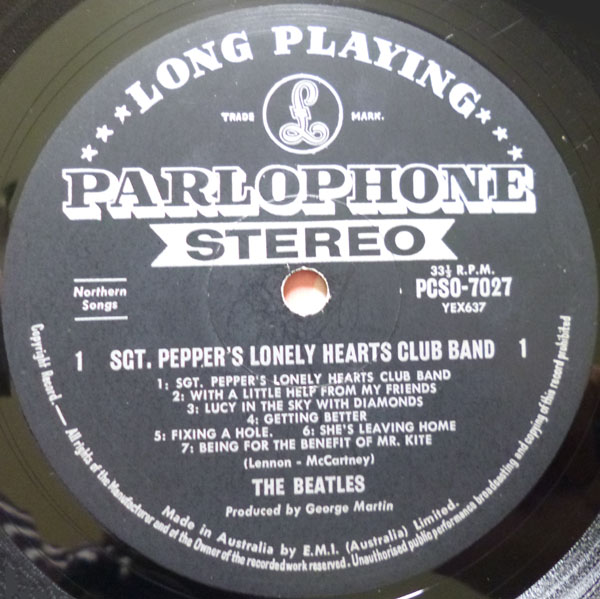 LONG PLAYING
£
TRADE MARK.
PARLOPHONE
STEREO
Northern
Songs
33⅓ R.P.M.
PCSO-7027
YEX637
1 SGT. PEPPER'S LONELY HEARTS CLUB BAND 1
1: SGT. PEPPER'S LONELY HEARTS CLUB BAND
2: WITH A LITTLE HELP FROM MY FRIENDS
3: LUCY IN THE SKY WITH DIAMONDS
4: GETTING BETTER
5: FIXING A HOLE. 6: SHE'S LEAVING HOME
7: BEING FOR THE BENEFIT OF MR. KITE
(Lennon - McCartney)
THE BEATLES
Produced by George Martin
Made in Australia by E.M.I. (Australia) Limited.
Copyright Record.— All rights of the Manufacturer and at the Owner of the recorded work reserved. Unauthorised public performance broadcasting and copying of this record prohibited